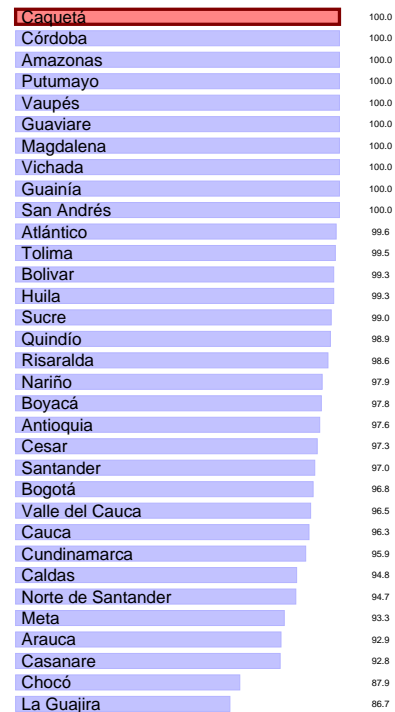 Caquetá 100.0
Córdoba 100.0
Amazonas 100.0
Putumayo 100.0
Vaupés 100.0
Guaviare 100.0
Magdalena 100.0
Vichada 100.0
Guainía 100.0
San Andrés 100.0
Atlántico 99.6
Tolima 99.5
Bolivar 99.3
Huila 99.3
Sucre 99.0
Quindío 98.9
Risaralda 98.6
Nariño 97.9
Boyacá 97.8
Antioquia 97.6
Cesar 97.3
Santander 97.0
Bogotá 96.8
Valle del Cauca 96.5
Cauca 96.3
Cundinamarca 95.9
Caldas 94.8
Norte de Santander 94.7
Meta 93.3
Arauca 92.9
Casanare 92.8
Chocó 87.9
La Guajira 86.7